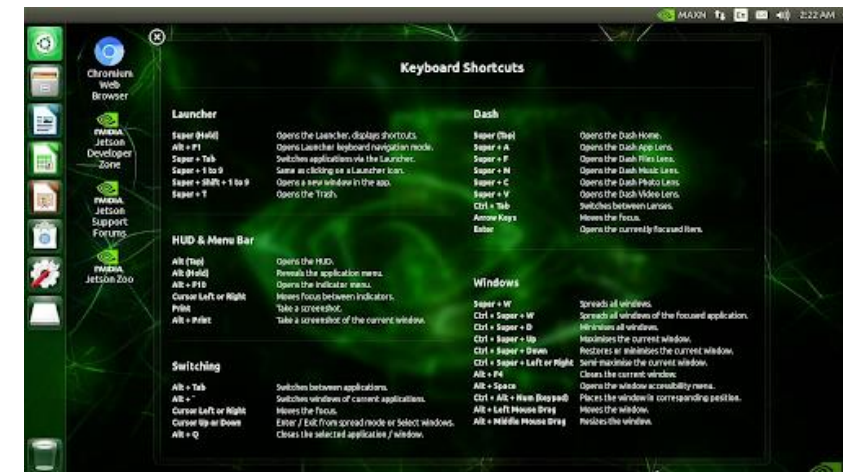 MAXN En 2:22 AM
Chromium
Web
Browser
NVIDIA.
Jetson
Developer
Zone
NVIDIA.
Jetson
Support
Forums
NVIDIA.
Jetson Zoo
Keyboard Shortcuts
Launcher
Super (Hold) Opens the Launcher, displays shortcuts.
Alt + F1 Opens Launcher keyboard navigation mode.
Super + Tab Switches applications via the Launcher.
Super + 1 to 9 Same as clicking on a Launcher icon.
Super + Shift + 1 to 9 Opens a new window in the app.
Super + T Opens the Trash.
HUD & Menu Bar
Alt (Tap) Opens the HUD.
Alt (Hold) Reveals the application menu.
Alt + F10 Opens the indicator menu.
Cursor Left or Right Moves focus between indicators.
Print Take a screenshot.
Alt + Print Take a screenshot of the current window.
Switching
Alt + Tab Switches between applications.
Alt + ` Switches windows of current applications.
Cursor Left or Right Moves the focus.
Cursor Up or Down Enter / Exit from spread mode or Select windows.
Alt + Q Closes the selected application / window.
Dash
Super (Tap) Opens the Dash Home.
Super + A Opens the Dash App Lens.
Super + F Opens the Dash Files Lens.
Super + M Opens the Dash Music Lens.
Super + C Opens the Dash Photo Lens.
Super + V Opens the Dash Video Lens.
Ctrl + Tab Switches between Lenses.
Arrow Keys Moves the focus.
Enter Opens the currently focused item.
Windows
Super + W Spreads all windows.
Ctrl + Super + W Spreads all windows of the focused application.
Ctrl + Super + D Minimises all windows.
Ctrl + Super + Up Maximises the current window.
Ctrl + Super + Down Restores or minimises the current window.
Ctrl + Super + Left or Right Semi-maximise the current window.
Alt + F4 Closes the current window.
Alt + Space Opens the window accessibility menu.
Ctrl + Alt + Num (keypad) Places the window in corresponding position.
Alt + Left Mouse Drag Moves the window.
Alt + Middle Mouse Drag Resizes the window.